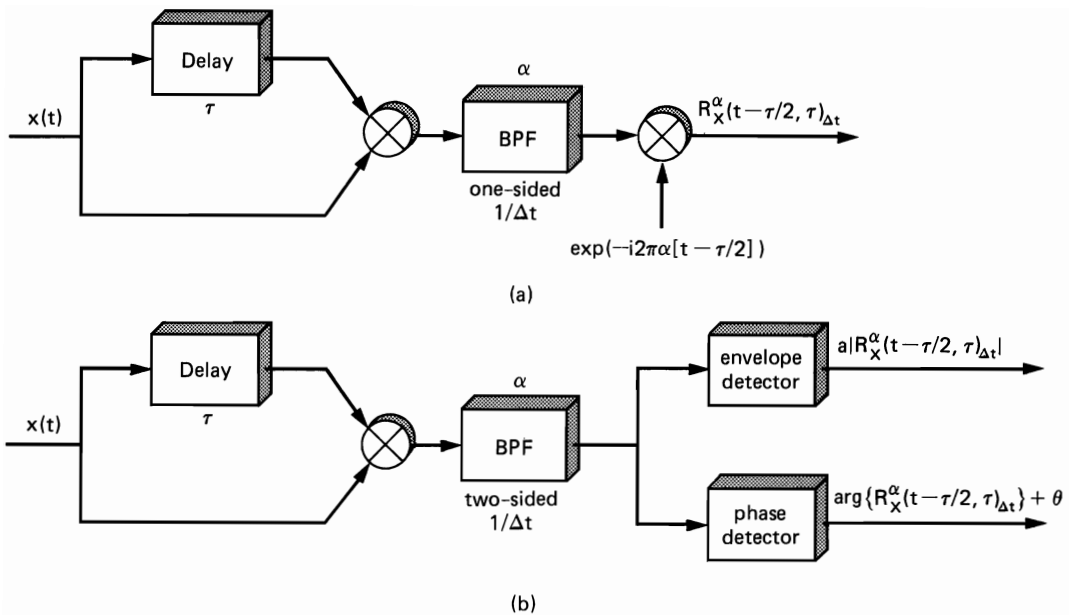 Delay
τ
x(t)
α
BPF
one-sided
1/Δt
R_x^α(t−τ/2, τ)_Δt
exp(−i2πα[t − τ/2])
(a)
Delay
τ
x(t)
α
BPF
two-sided
1/Δt
envelope
detector
a|R_x^α(t−τ/2, τ)_Δt|
phase
detector
arg{R_x^α(t−τ/2, τ)_Δt} + θ
(b)